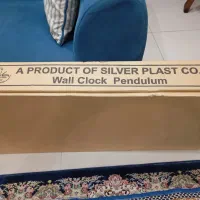 A PRODUCT OF SILVER PLAST CO.
Wall Clock Pendulum